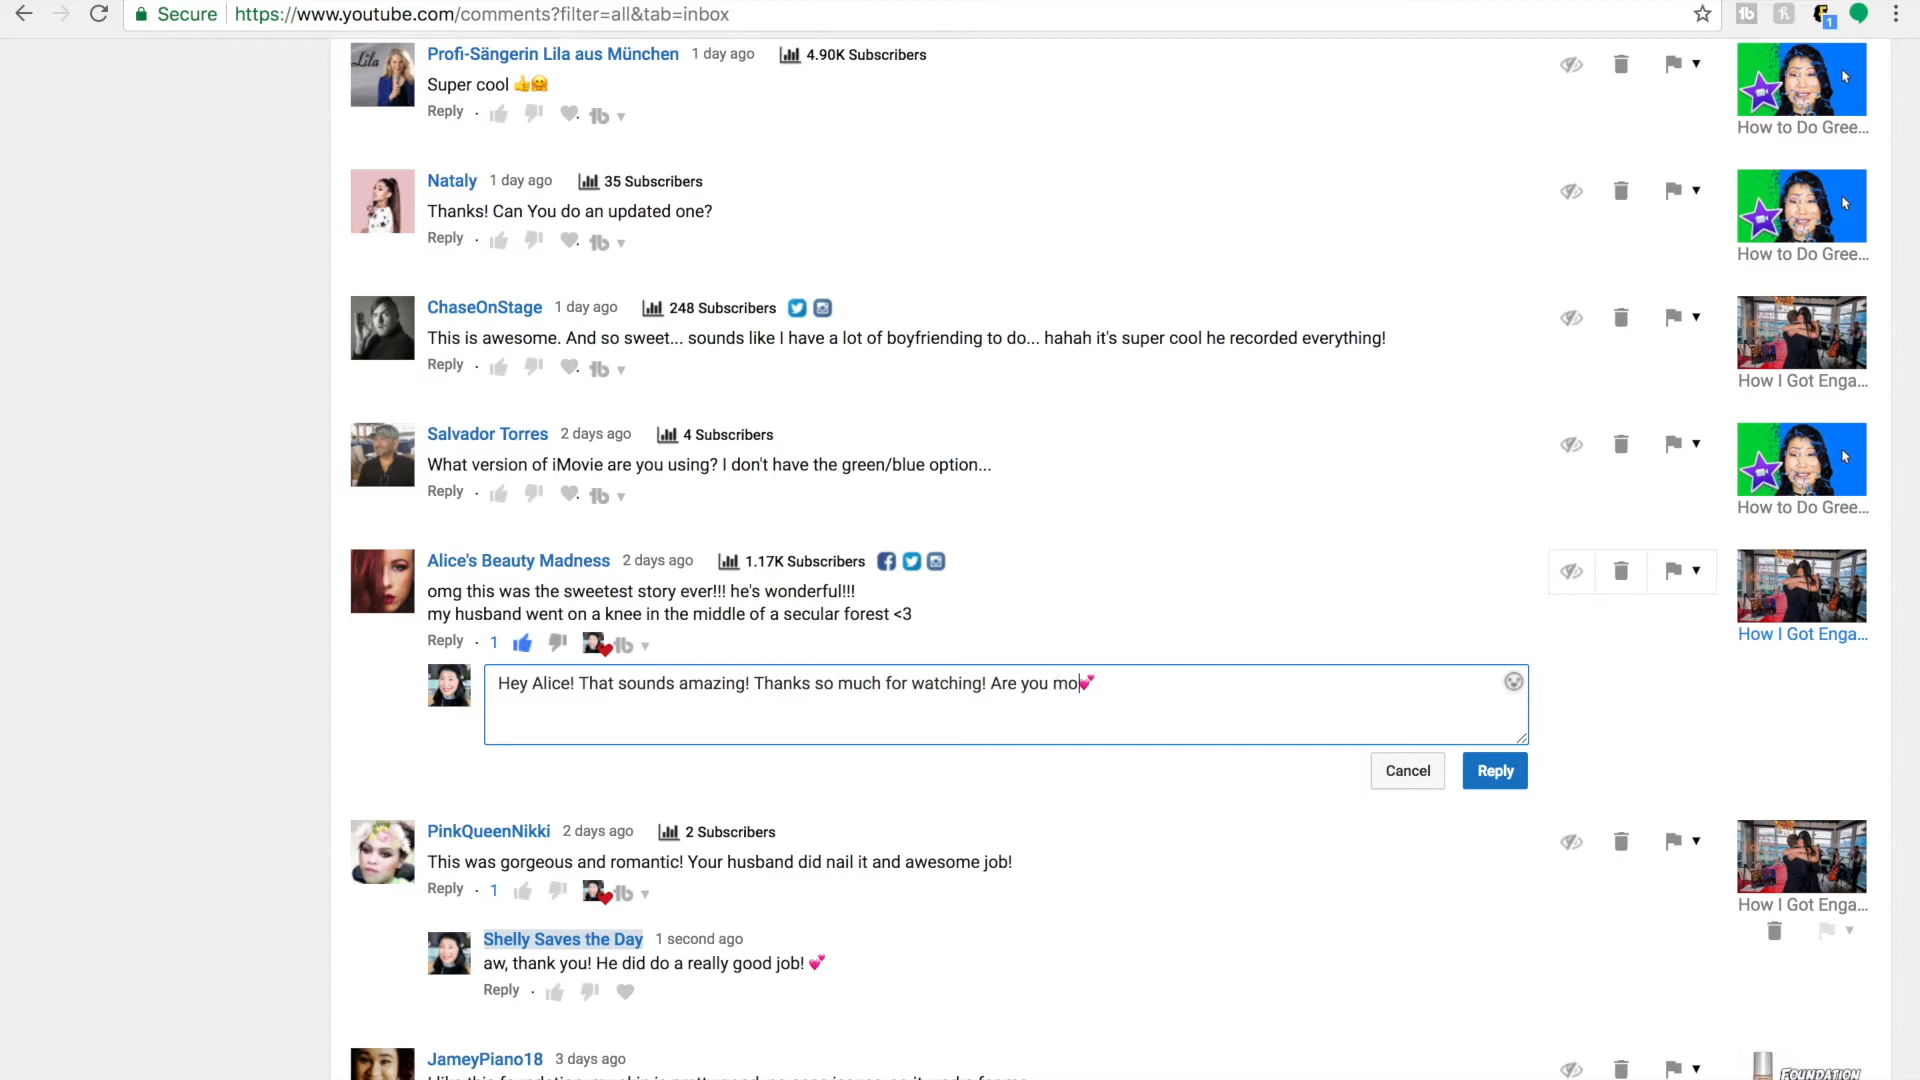 Secure https://www.youtube.com/comments?filter=all&tab=inbox
1
Profi-Sängerin Lila aus München 1 day ago 4.90K Subscribers
Super cool 👍🤗
Reply
How to Do Gree...
Nataly 1 day ago 35 Subscribers
Thanks! Can You do an updated one?
Reply
How to Do Gree...
ChaseOnStage 1 day ago 248 Subscribers
This is awesome. And so sweet... sounds like I have a lot of boyfriending to do... hahah it's super cool he recorded everything!
Reply
How I Got Enga...
Salvador Torres 2 days ago 4 Subscribers
What version of iMovie are you using? I don't have the green/blue option...
Reply
How to Do Gree...
Alice's Beauty Madness 2 days ago 1.17K Subscribers
omg this was the sweetest story ever!!! he's wonderful!!!
my husband went on a knee in the middle of a secular forest <3
Reply 1
How I Got Enga...
Hey Alice! That sounds amazing! Thanks so much for watching! Are you mo💕
Cancel Reply
PinkQueenNikki 2 days ago 2 Subscribers
This was gorgeous and romantic! Your husband did nail it and awesome job!
Reply 1
How I Got Enga...
Shelly Saves the Day 1 second ago
aw, thank you! He did do a really good job! 💕
Reply
JameyPiano18 3 days ago
FOUNDATION